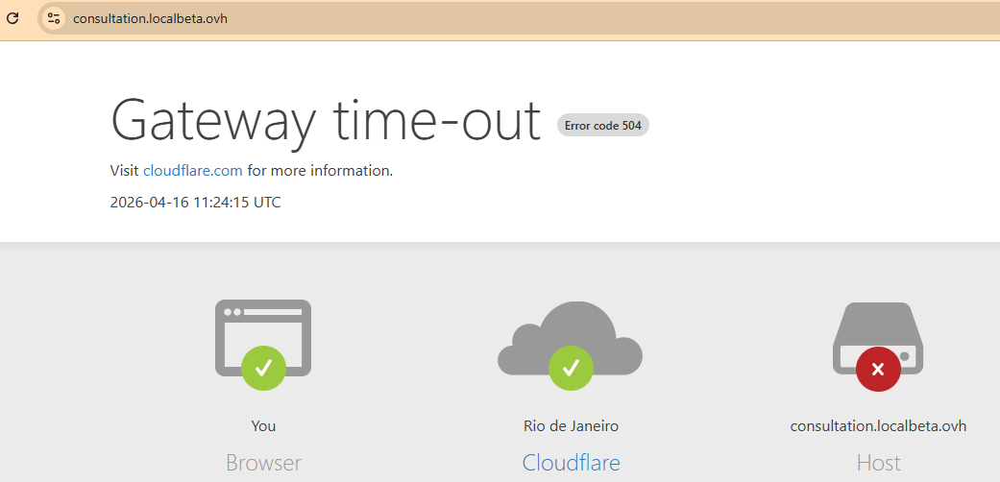 consultation.localbeta.ovh
Gateway time-out Error code 504
Visit cloudflare.com for more information.
2026-04-16 11:24:15 UTC
You
Browser
Rio de Janeiro
Cloudflare
consultation.localbeta.ovh
Host